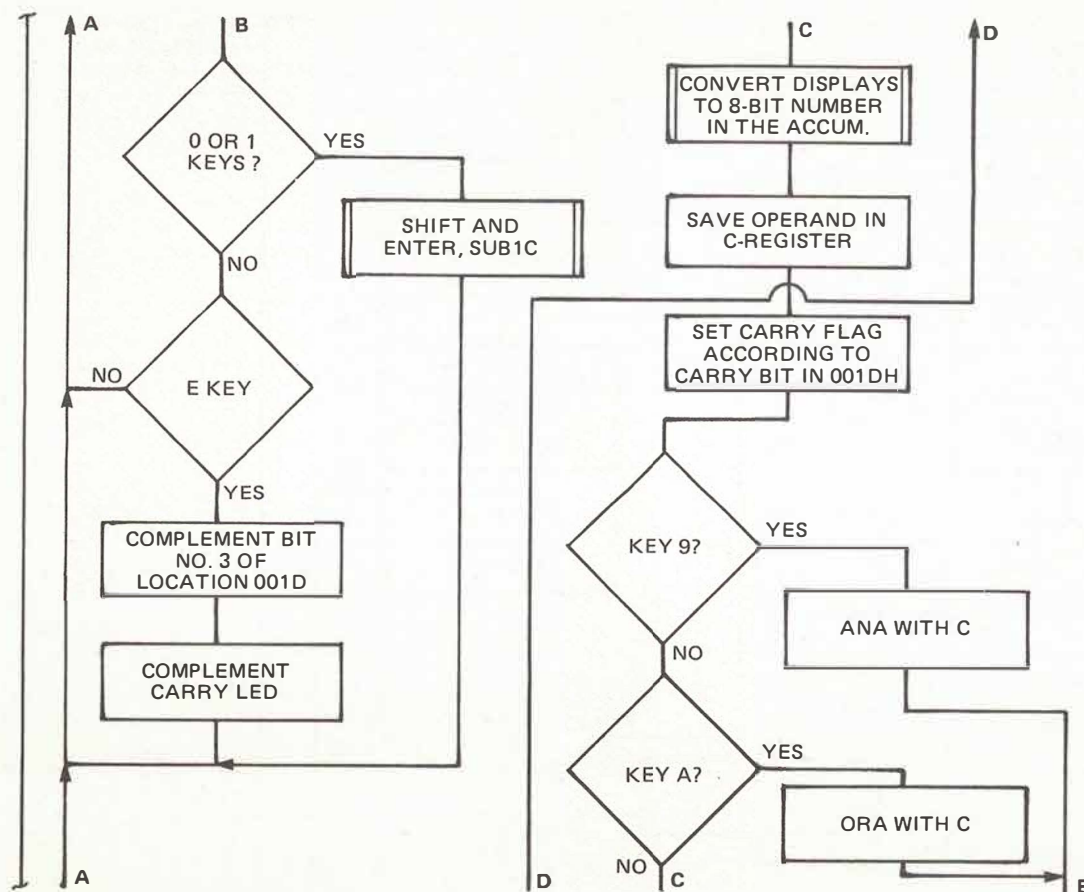 A
B
0 OR 1
KEYS ?
YES
SHIFT AND
ENTER, SUB1C
NO
NO
E KEY
YES
COMPLEMENT BIT
NO. 3 OF
LOCATION 001D
COMPLEMENT
CARRY LED
A
C
D
CONVERT DISPLAYS
TO 8-BIT NUMBER
IN THE ACCUM.
SAVE OPERAND IN
C-REGISTER
SET CARRY FLAG
ACCORDING TO
CARRY BIT IN 001DH
KEY 9?
YES
ANA WITH C
NO
KEY A?
YES
ORA WITH C
NO
D
C